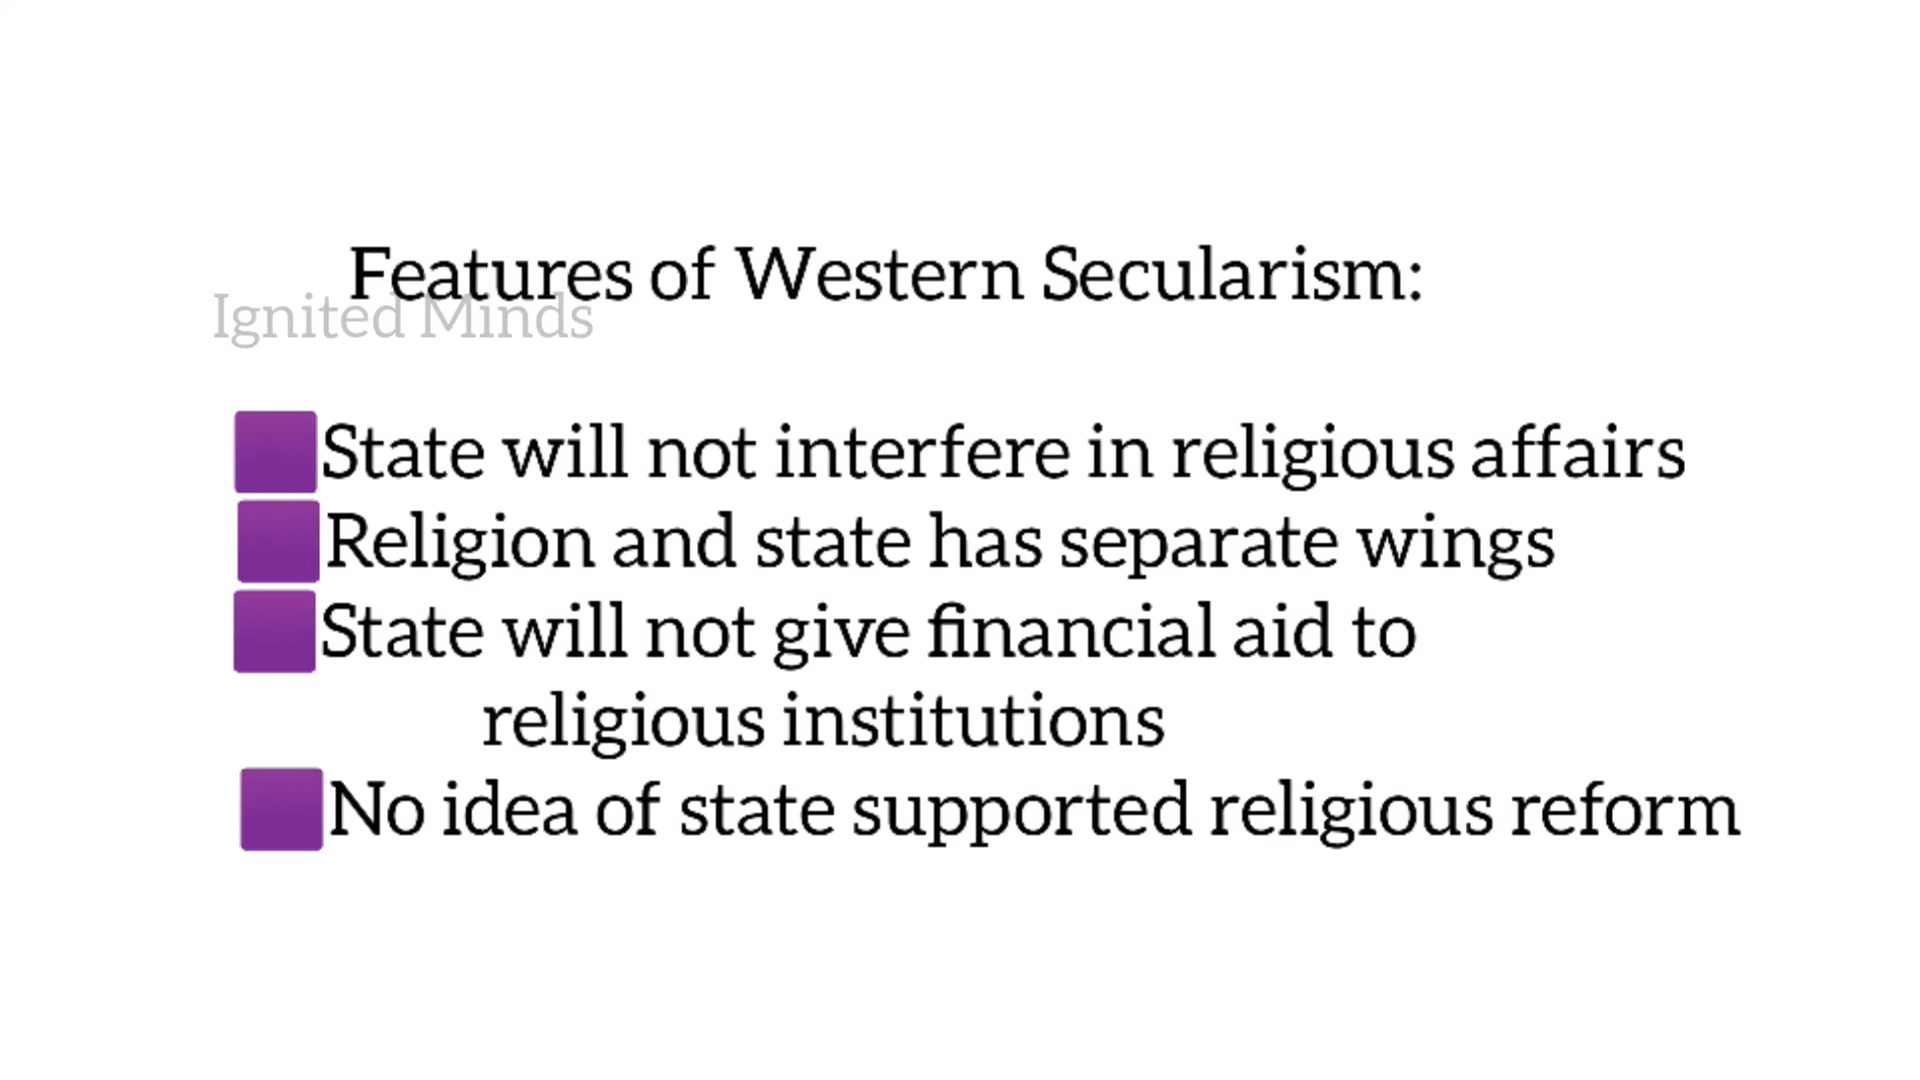 Features of Western Secularism:
Ignited Minds
State will not interfere in religious affairs
Religion and state has separate wings
State will not give financial aid to
religious institutions
No idea of state supported religious reform